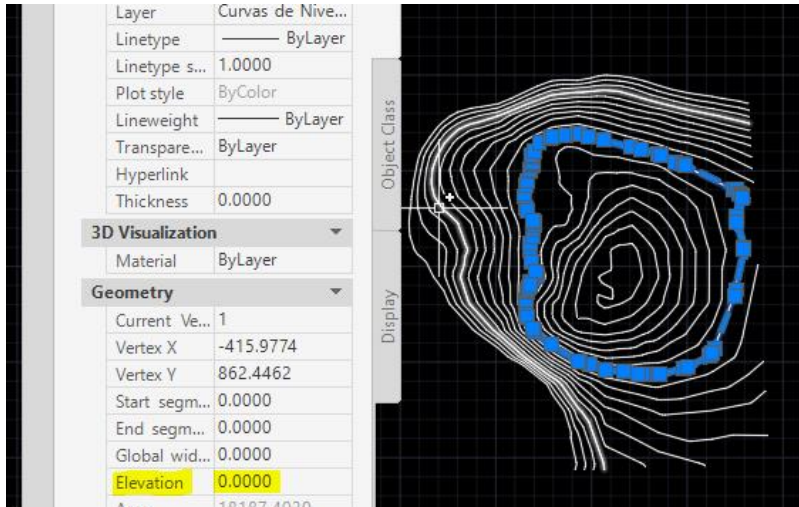 Layer Curvas de Nive...
Linetype ByLayer
Linetype s... 1.0000
Plot style ByColor
Lineweight ByLayer
Transpare... ByLayer
Hyperlink
Thickness 0.0000
3D Visualization
Material ByLayer
Geometry
Current Ve... 1
Vertex X -415.9774
Vertex Y 862.4462
Start segm... 0.0000
End segm... 0.0000
Global wid... 0.0000
Elevation 0.0000
Object Class
Display